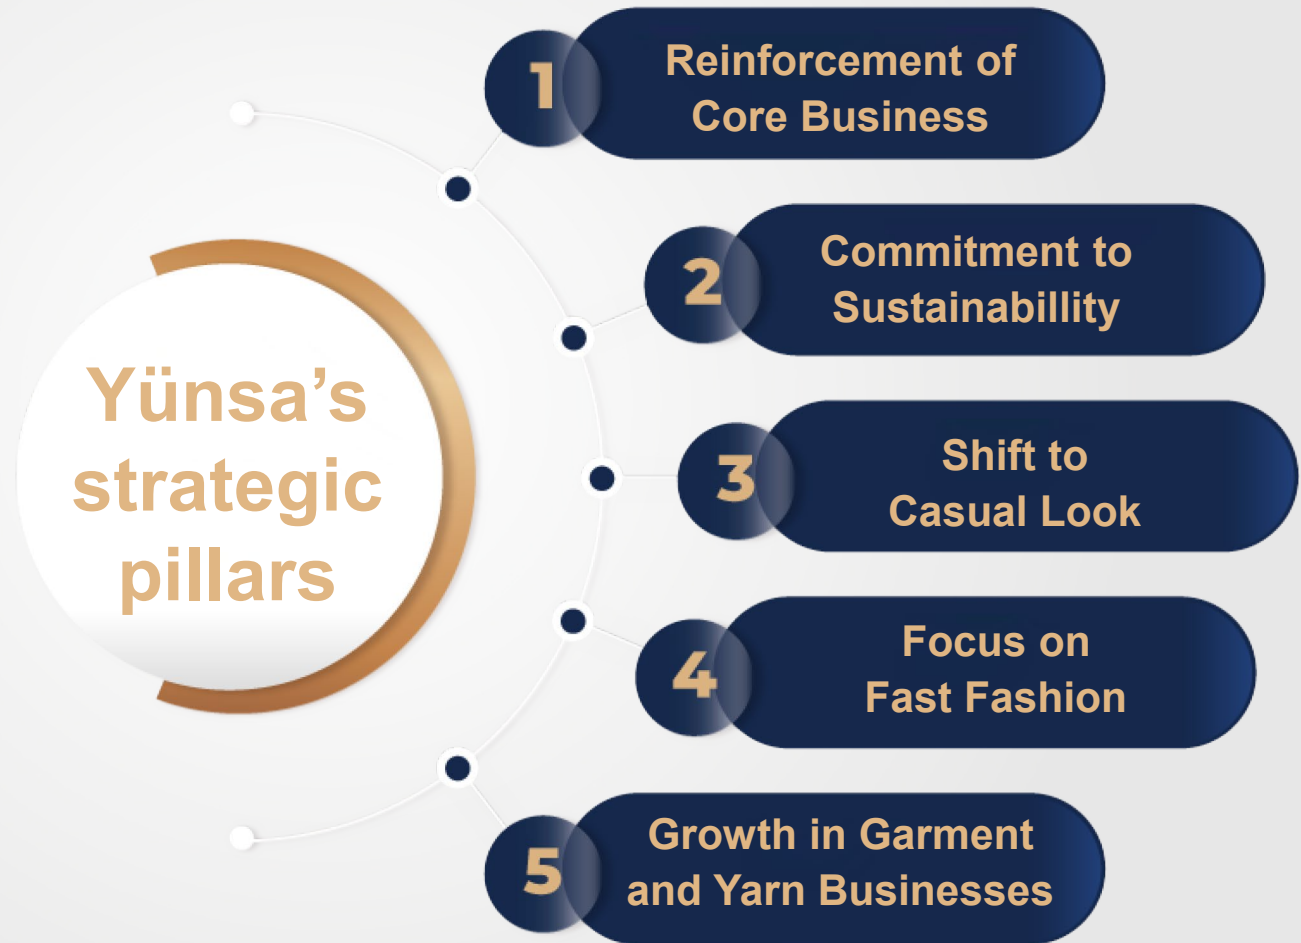 Yünsa’s
strategic
pillars
1
Reinforcement of
Core Business
2
Commitment to
Sustainabillity
3
Shift to
Casual Look
4
Focus on
Fast Fashion
5
Growth in Garment
and Yarn Businesses